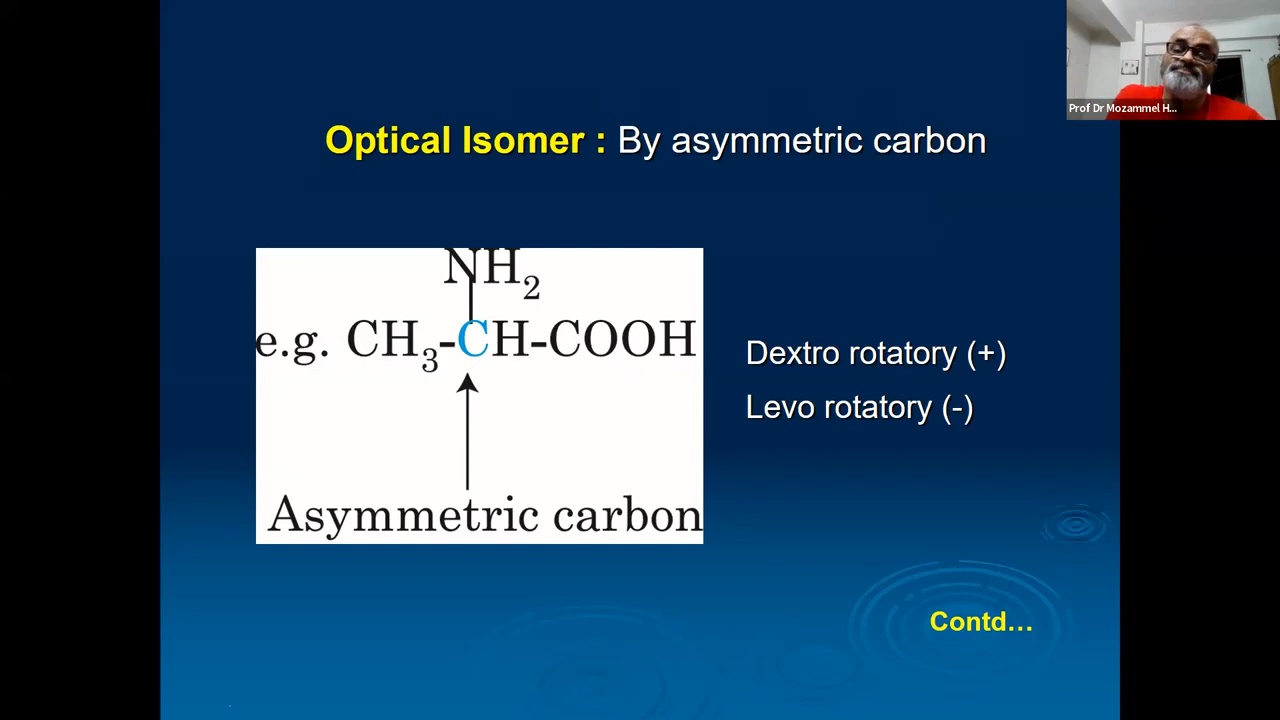 Prof Dr Mozammel H...
Optical Isomer : By asymmetric carbon
NH2
e.g. CH3-CH-COOH
Asymmetric carbon
Dextro rotatory (+)
Levo rotatory (-)
Contd...